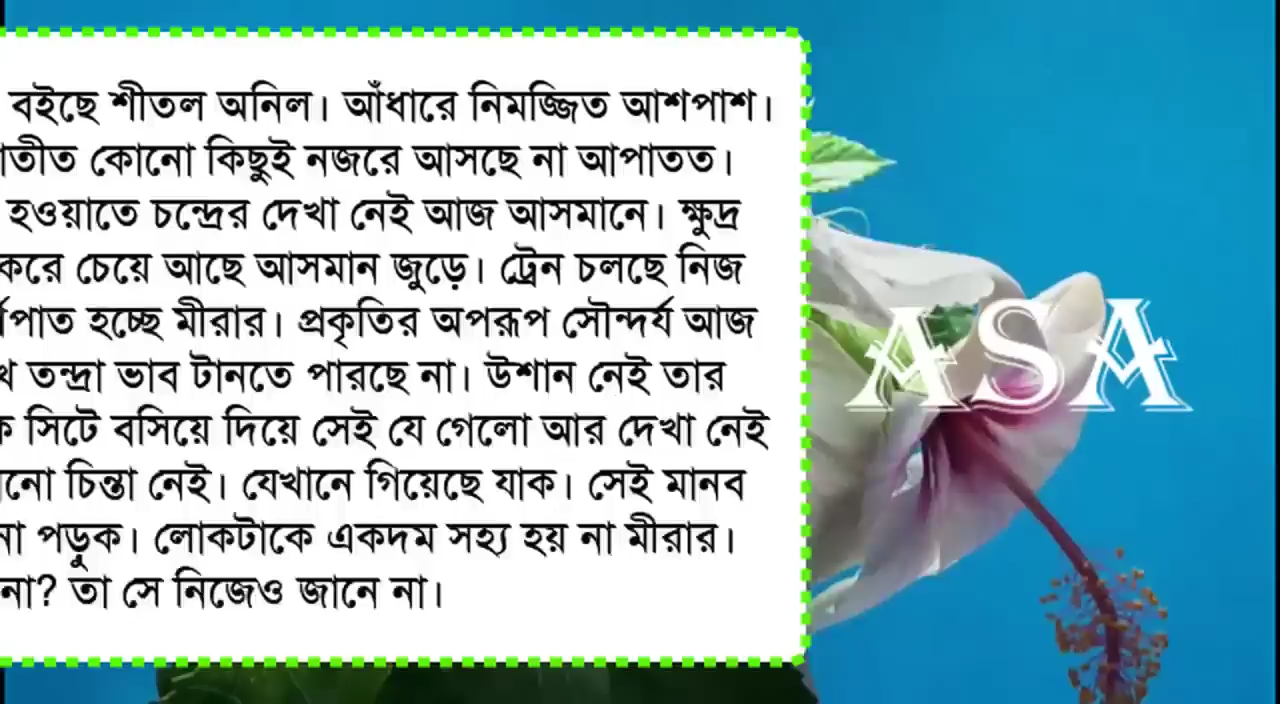 বইছে শীতল অনিল। আঁধারে নিমজ্জিত আশপাশ।
কোনো কিছুই নজরে আসছে না আপাতত।
হওয়াতে চন্দ্রের দেখা নেই আজ আসমানে। ক্ষুদ্র
করে চেয়ে আছে আসমান জুড়ে। ট্রেন চলছে নিজ
হচ্ছে মীরার। প্রকৃতির অপরূপ সৌন্দর্য আজ
তন্দ্রা ভাব টানতে পারছে না। উশান নেই তার
সিটে বসিয়ে দিয়ে সেই যে গেলো আর দেখা নেই
চিন্তা নেই। যেখানে গিয়েছে যাক। সেই মানব
না পড়ুক। লোকটাকে একদম সহ্য হয় না মীরার।
না? তা সে নিজেও জানে না।
ASA